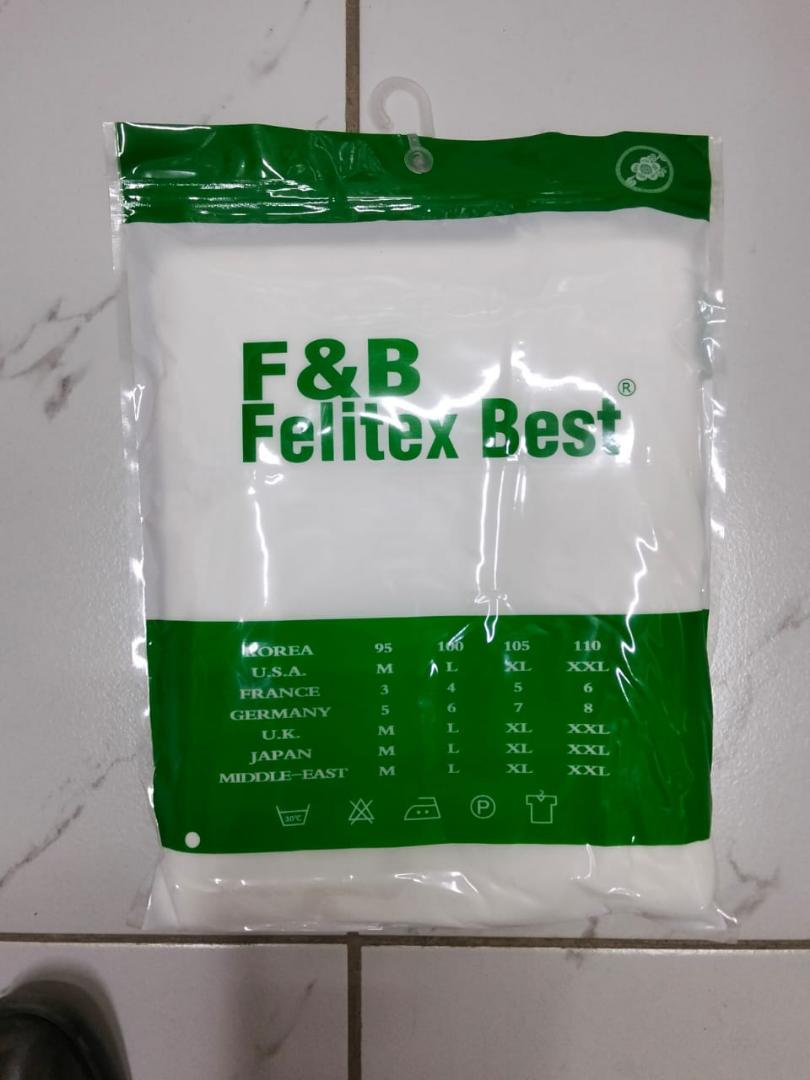 F&B
Felitex Best ®
KOREA 95 100 105 110
U.S.A. M L XL XXL
FRANCE 3 4 5 6
GERMANY 5 6 7 8
U.K. M L XL XXL
JAPAN M L XL XXL
MIDDLE-EAST M L XL XXL
30°C P